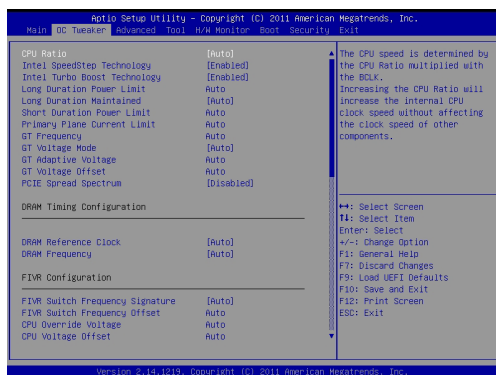 Aptio Setup Utility – Copyright (C) 2011 American Megatrends, Inc.
Main OC Tweaker Advanced Tool H/W Monitor Boot Security Exit
CPU Ratio [Auto]
Intel SpeedStep Technology [Enabled]
Intel Turbo Boost Technology [Enabled]
Long Duration Power Limit Auto
Long Duration Maintained [Auto]
Short Duration Power Limit Auto
Primary Plane Current Limit Auto
GT Frequency Auto
GT Voltage Mode [Auto]
GT Adaptive Voltage Auto
GT Voltage Offset Auto
PCIE Spread Spectrum [Disabled]
DRAM Timing Configuration
DRAM Reference Clock [Auto]
DRAM Frequency [Auto]
FIVR Configuration
FIVR Switch Frequency Signature [Auto]
FIVR Switch Frequency Offset Auto
CPU Override Voltage Auto
CPU Voltage Offset Auto
The CPU speed is determined by
the CPU Ratio multiplied with
the BCLK.
Increasing the CPU Ratio will
increase the internal CPU
clock speed without affecting
the clock speed of other
components.
↔: Select Screen
↑↓: Select Item
Enter: Select
+/-: Change Option
F1: General Help
F7: Discard Changes
F9: Load UEFI Defaults
F10: Save and Exit
F12: Print Screen
ESC: Exit
Version 2.14.1219. Copyright (C) 2011 American Megatrends, Inc.